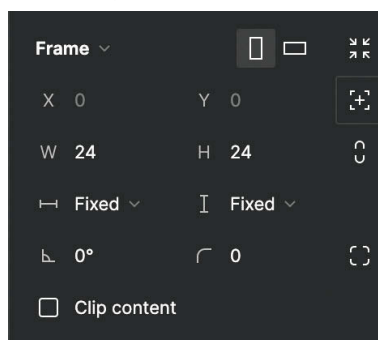 Frame
X 0 Y 0
W 24 H 24
Fixed Fixed
0° 0
Clip content